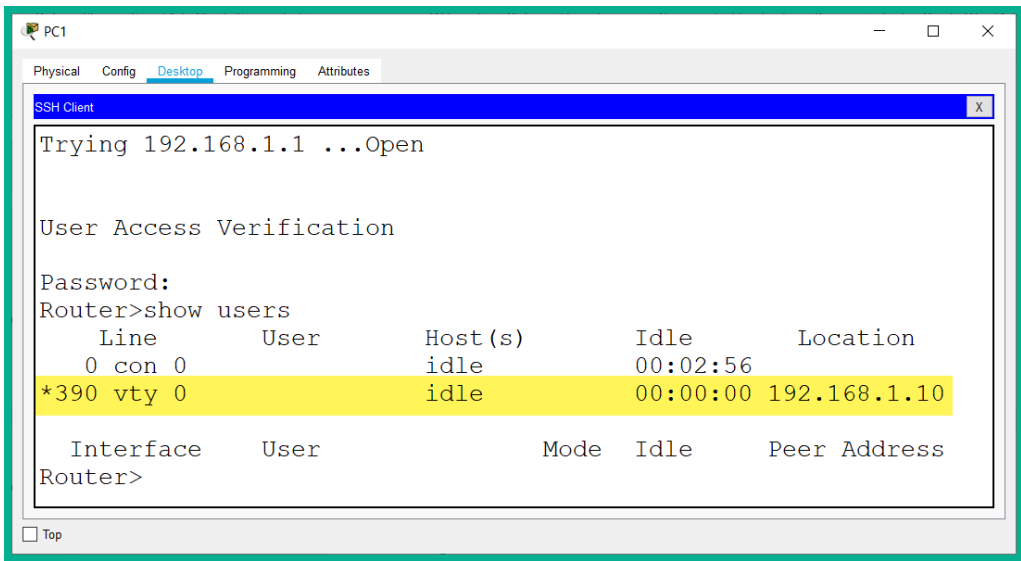 PC1
Physical Config Desktop Programming Attributes
SSH Client X
Trying 192.168.1.1 ...Open
User Access Verification
Password:
Router>show users
Line User Host(s) Idle Location
0 con 0 idle 00:02:56
*390 vty 0 idle 00:00:00 192.168.1.10
Interface User Mode Idle Peer Address
Router>
Top